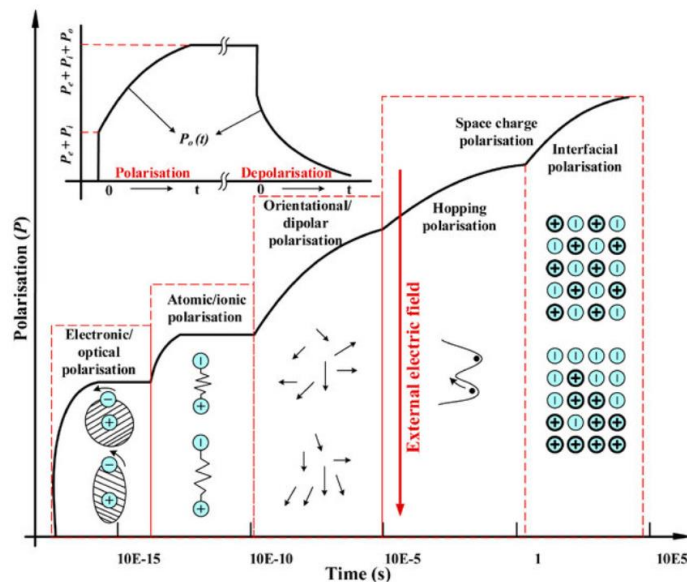 Pe + Pi + Po
Pe + Pi
Po (t)
Polarisation
Depolarisation
0
t
0
t
Space charge
polarisation
Interfacial
polarisation
Orientational/
dipolar
polarisation
Hopping
polarisation
Atomic/ionic
polarisation
Electronic/
optical
polarisation
Polarisation (P)
External electric field
10E-15
10E-10
10E-5
1
10E5
Time (s)